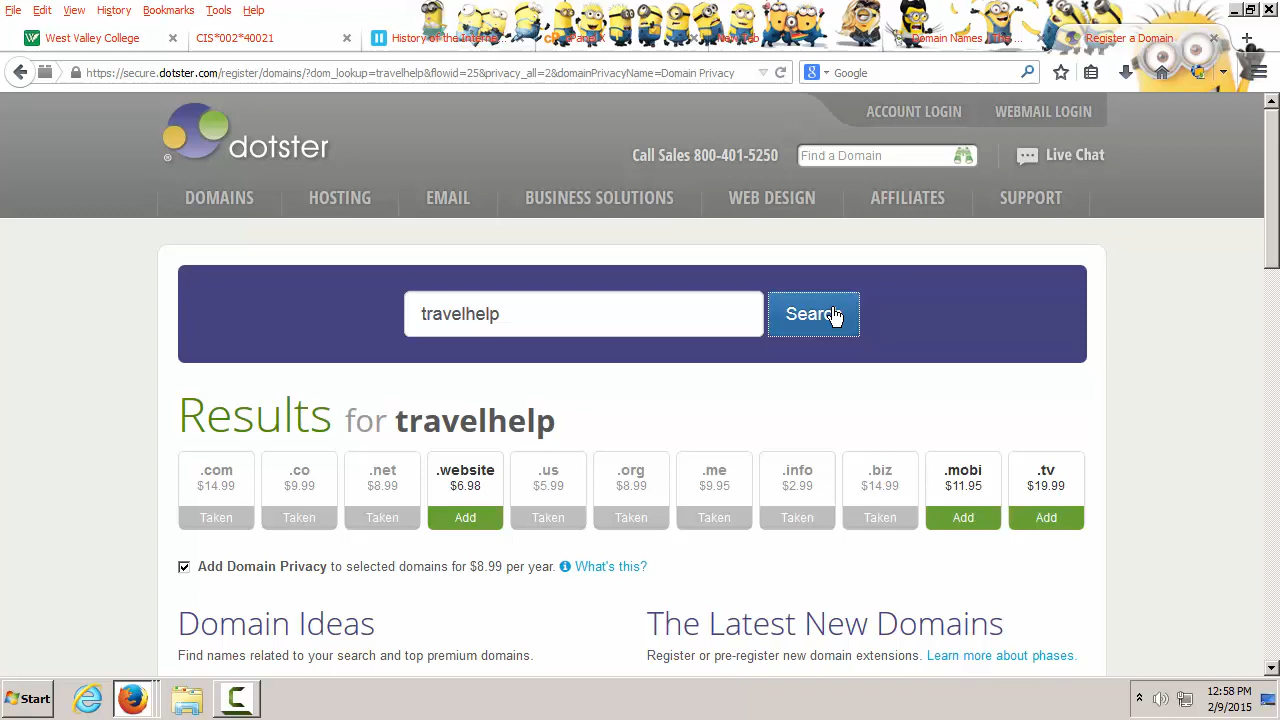 File Edit View History Bookmarks Tools Help
West Valley College
CIS*002*40021
History of the Interne...
cPanel X
New Tab
Domain Names | The ...
Register a Domain
https://secure.dotster.com/register/domains/?dom_lookup=travelhelp&flowid=25&privacy_all=2&domainPrivacyName=Domain Privacy
Google
ACCOUNT LOGIN WEBMAIL LOGIN
dotster
Call Sales 800-401-5250
Find a Domain
Live Chat
DOMAINS HOSTING EMAIL BUSINESS SOLUTIONS WEB DESIGN AFFILIATES SUPPORT
travelhelp
Search
Results for travelhelp
.com .co .net .website .us .org .me .info .biz .mobi .tv
$14.99 $9.99 $8.99 $6.98 $5.99 $8.99 $9.95 $2.99 $14.99 $11.95 $19.99
Taken Taken Taken Add Taken Taken Taken Taken Taken Add Add
Add Domain Privacy to selected domains for $8.99 per year. What's this?
Domain Ideas
Find names related to your search and top premium domains.
The Latest New Domains
Register or pre-register new domain extensions. Learn more about phases.
Start
12:58 PM
2/9/2015